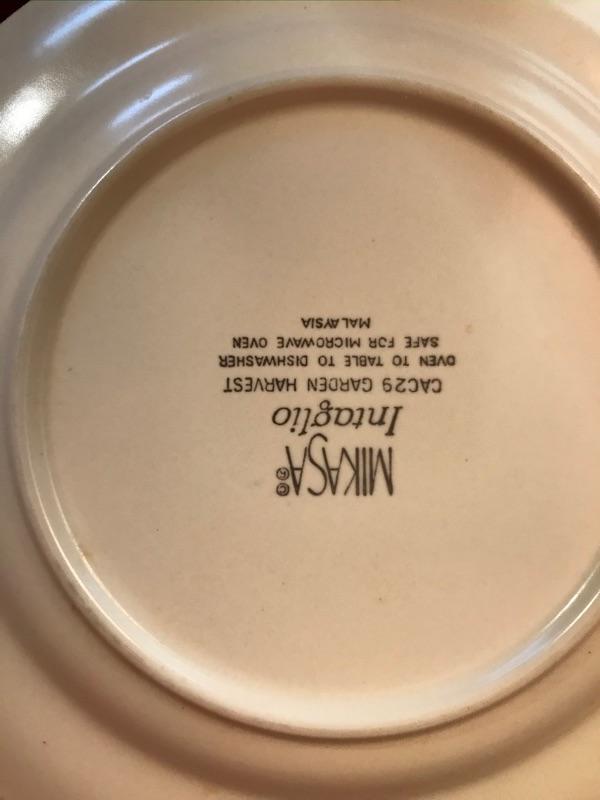 MIKASA©®
Intaglio
CAC29 GARDEN HARVEST
OVEN TO TABLE TO DISHWASHER
SAFE FOR MICROWAVE OVEN
MALAYSIA